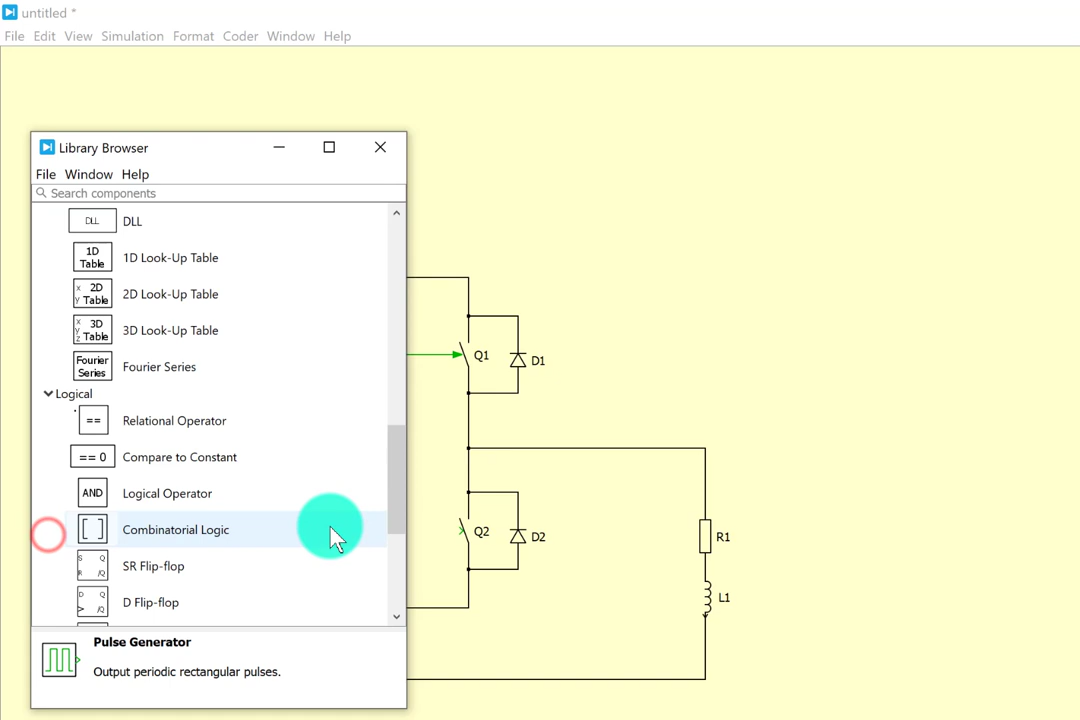 untitled *
File Edit View Simulation Format Coder Window Help
Library Browser
File Window Help
Search components
DLL DLL
1D Table 1D Look-Up Table
x y 2D Table 2D Look-Up Table
x y z 3D Table 3D Look-Up Table
Fourier Series Fourier Series
Logical
== Relational Operator
== 0 Compare to Constant
AND Logical Operator
[ ] Combinatorial Logic
S Q R /Q SR Flip-flop
D Q > /Q D Flip-flop
Pulse Generator
Output periodic rectangular pulses.
Q1 D1
Q2 D2
R1
L1